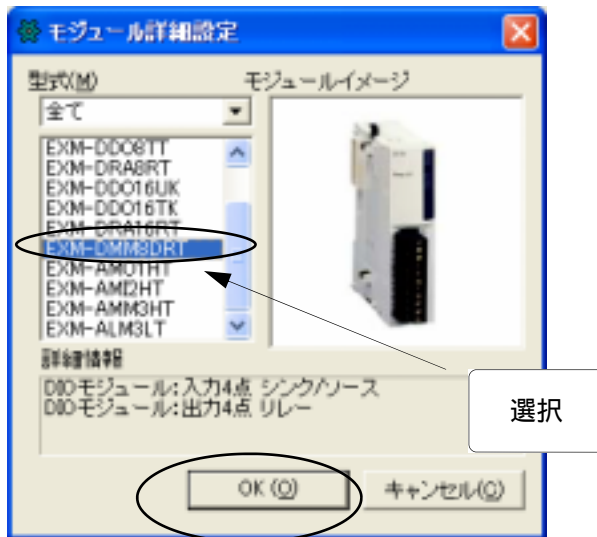 モジュール詳細設定
型式(M)
モジュールイメージ
全て
EXM-DDO8TT
EXM-DRA8RT
EXM-DDO16UK
EXM-DDO16TK
EXM-DRA16RT
EXM-DMM8DRT
EXM-AMO1HT
EXM-AMI2HT
EXM-AMM3HT
EXM-ALM3LT
詳細情報
DIOモジュール:入力4点 シンク/ソース
DIOモジュール:出力4点 リレー
選択
OK(O)
キャンセル(C)